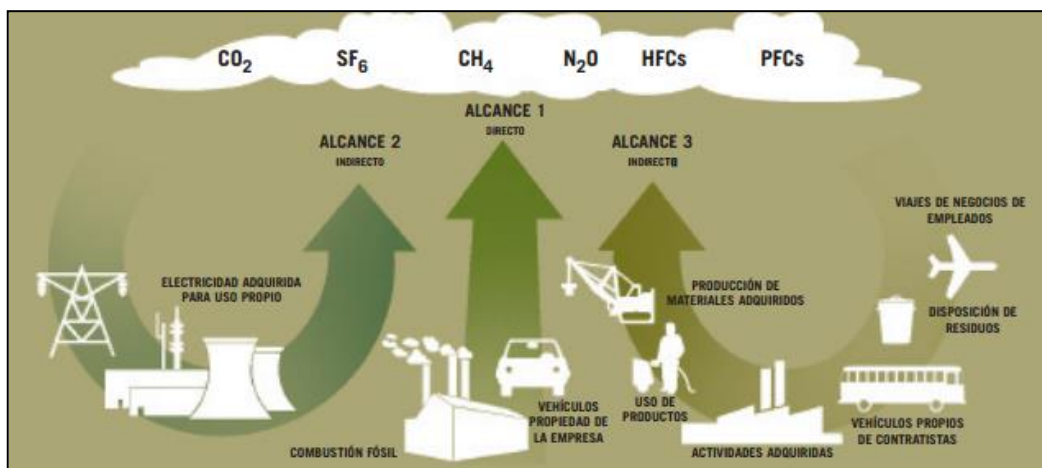 CO2 SF6 CH4 N2O HFCs PFCs
ALCANCE 1
DIRECTO
ALCANCE 2
INDIRECTO
ALCANCE 3
INDIRECTO
VIAJES DE NEGOCIOS DE
EMPLEADOS
ELECTRICIDAD ADQUIRIDA
PARA USO PROPIO
PRODUCCIÓN DE
MATERIALES ADQUIRIDOS
DISPOSICIÓN DE
RESIDUOS
COMBUSTIÓN FÓSIL
VEHÍCULOS
PROPIEDAD DE
LA EMPRESA
USO DE
PRODUCTOS
ACTIVIDADES ADQUIRIDAS
VEHÍCULOS PROPIOS
DE CONTRATISTAS